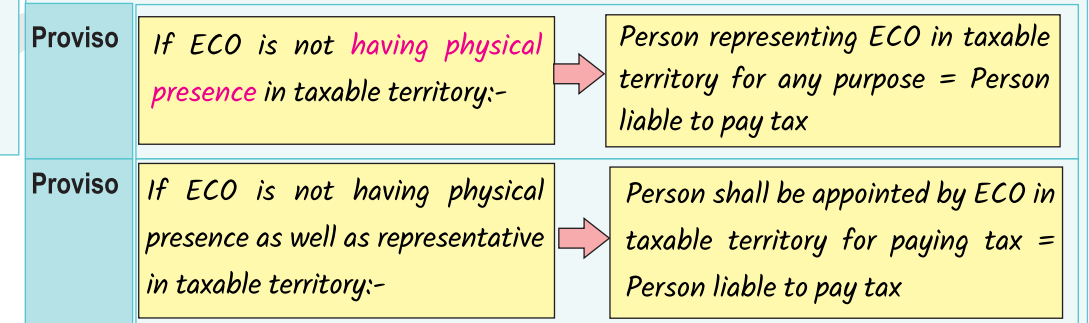 Proviso
If ECO is not having physical
presence in taxable territory:-
Person representing ECO in taxable
territory for any purpose = Person
liable to pay tax
Proviso
If ECO is not having physical
presence as well as representative
in taxable territory:-
Person shall be appointed by ECO in
taxable territory for paying tax =
Person liable to pay tax